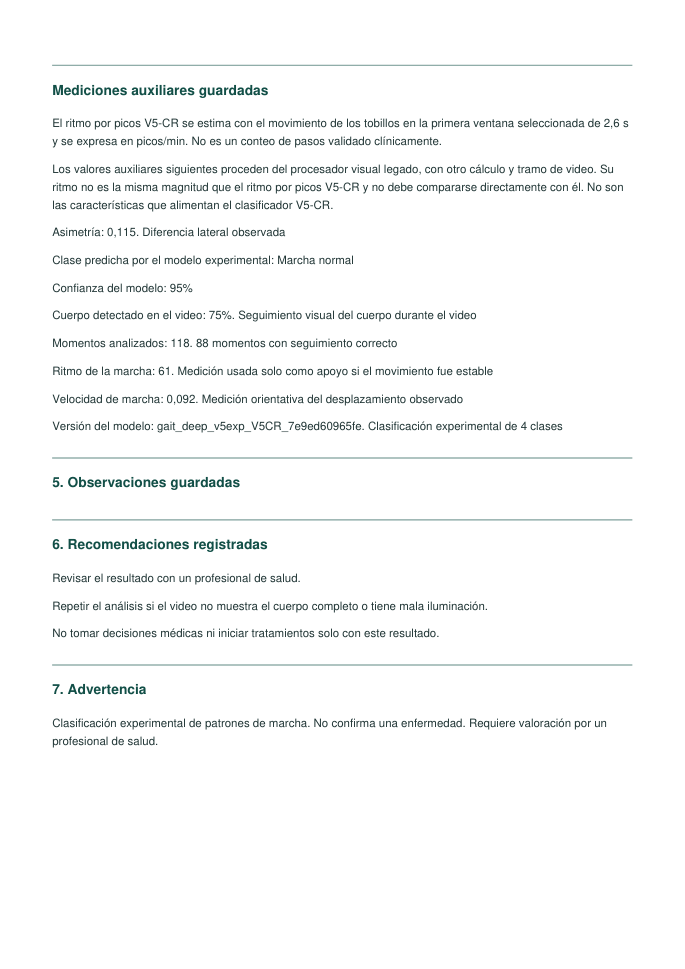 Mediciones auxiliares guardadas
El ritmo por picos V5-CR se estima con el movimiento de los tobillos en la primera ventana seleccionada de 2,6 s
y se expresa en picos/min. No es un conteo de pasos validado clínicamente.
Los valores auxiliares siguientes proceden del procesador visual legado, con otro cálculo y tramo de video. Su
ritmo no es la misma magnitud que el ritmo por picos V5-CR y no debe compararse directamente con él. No son
las características que alimentan el clasificador V5-CR.
Asimetría: 0,115. Diferencia lateral observada
Clase predicha por el modelo experimental: Marcha normal
Confianza del modelo: 95%
Cuerpo detectado en el video: 75%. Seguimiento visual del cuerpo durante el video
Momentos analizados: 118. 88 momentos con seguimiento correcto
Ritmo de la marcha: 61. Medición usada solo como apoyo si el movimiento fue estable
Velocidad de marcha: 0,092. Medición orientativa del desplazamiento observado
Versión del modelo: gait_deep_v5exp_V5CR_7e9ed60965fe. Clasificación experimental de 4 clases
5. Observaciones guardadas
6. Recomendaciones registradas
Revisar el resultado con un profesional de salud.
Repetir el análisis si el video no muestra el cuerpo completo o tiene mala iluminación.
No tomar decisiones médicas ni iniciar tratamientos solo con este resultado.
7. Advertencia
Clasificación experimental de patrones de marcha. No confirma una enfermedad. Requiere valoración por un
profesional de salud.